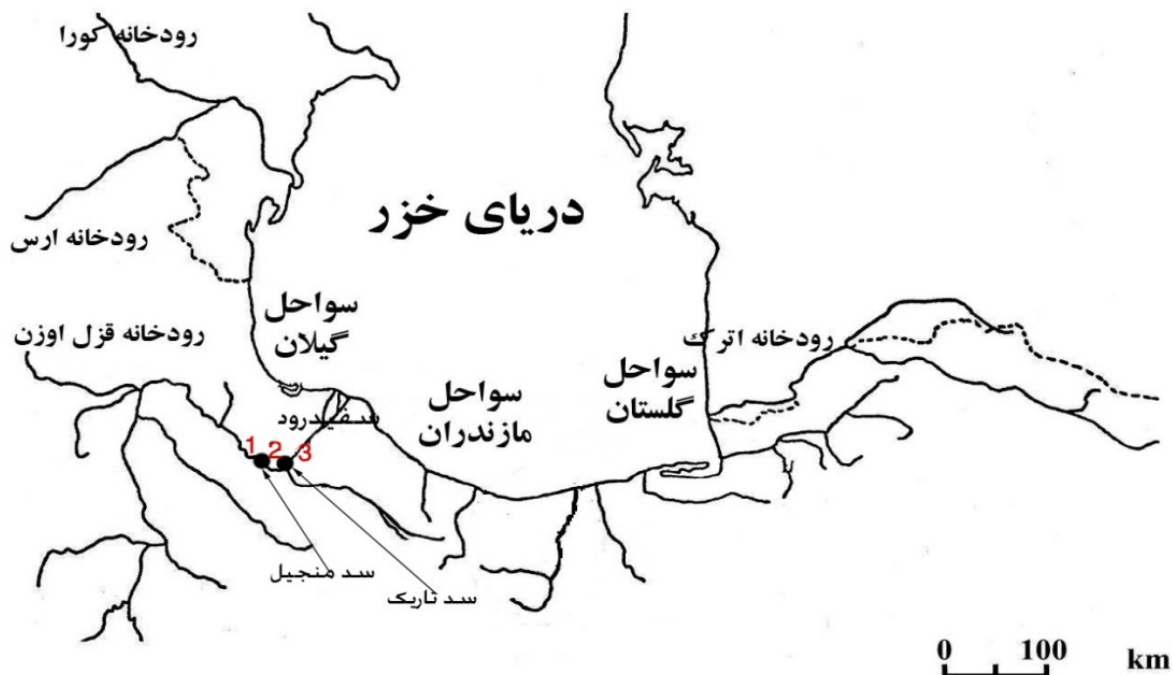 رودخانه کورا
دریای خزر
رودخانه ارس
سواحل
گیلان
رودخانه قزل اوزن
رودخانه اترک
سواحل
گلستان
سواحل
مازندران
سفیدرود
1
2
3
سد منجیل
سد تاریک
0
100
km